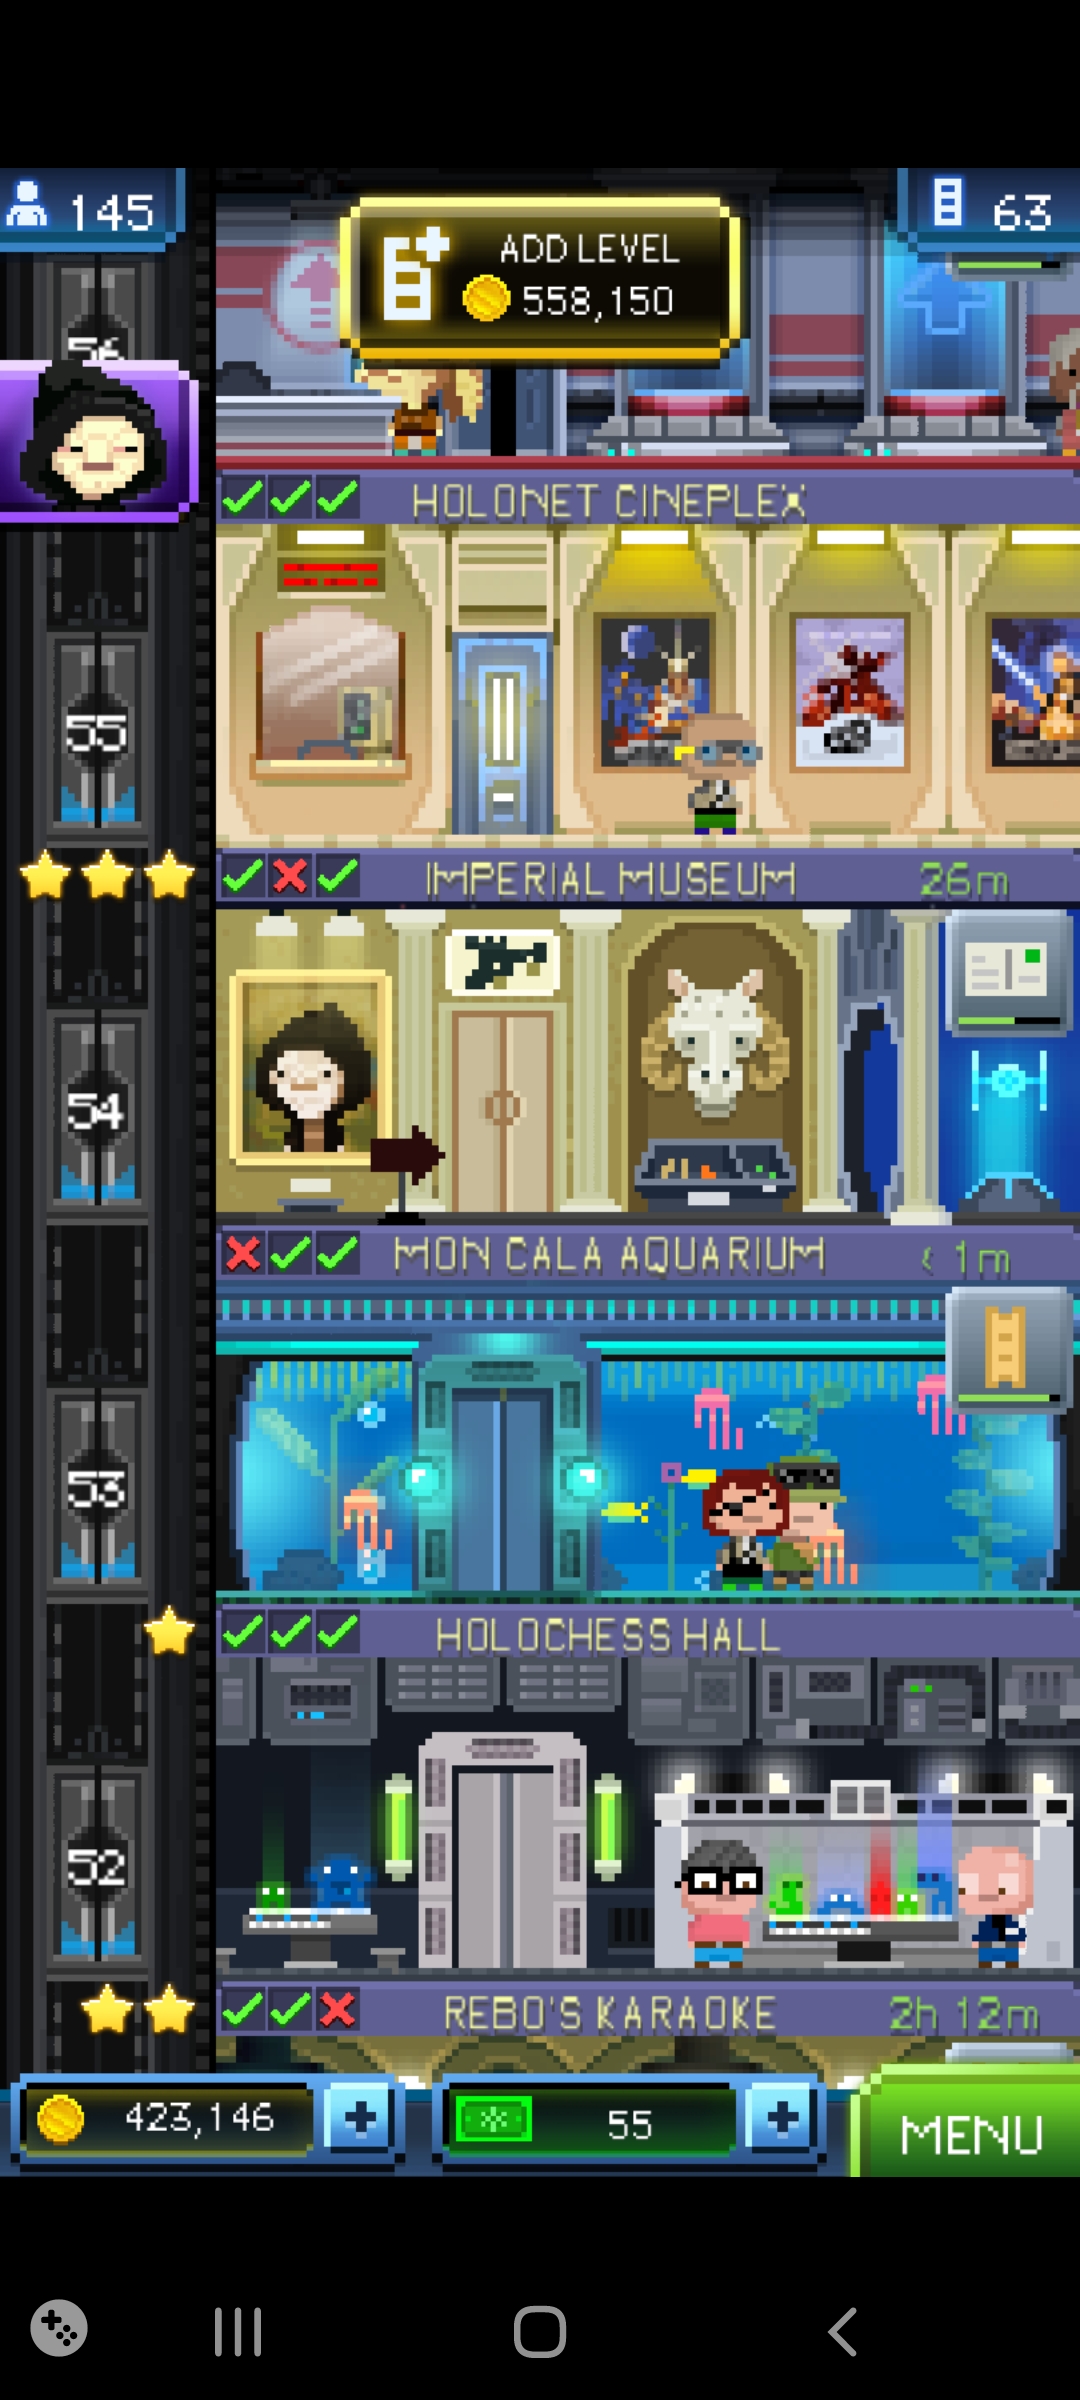 145
63
ADD LEVEL
558,150
56
HOLONET CINEPLEX
55
IMPERIAL MUSEUM 26m
54
MON CALA AQUARIUM < 1m
53
HOLOCHESS HALL
52
REBO'S KARAOKE 2h 12m
423,146 + 55 + MENU